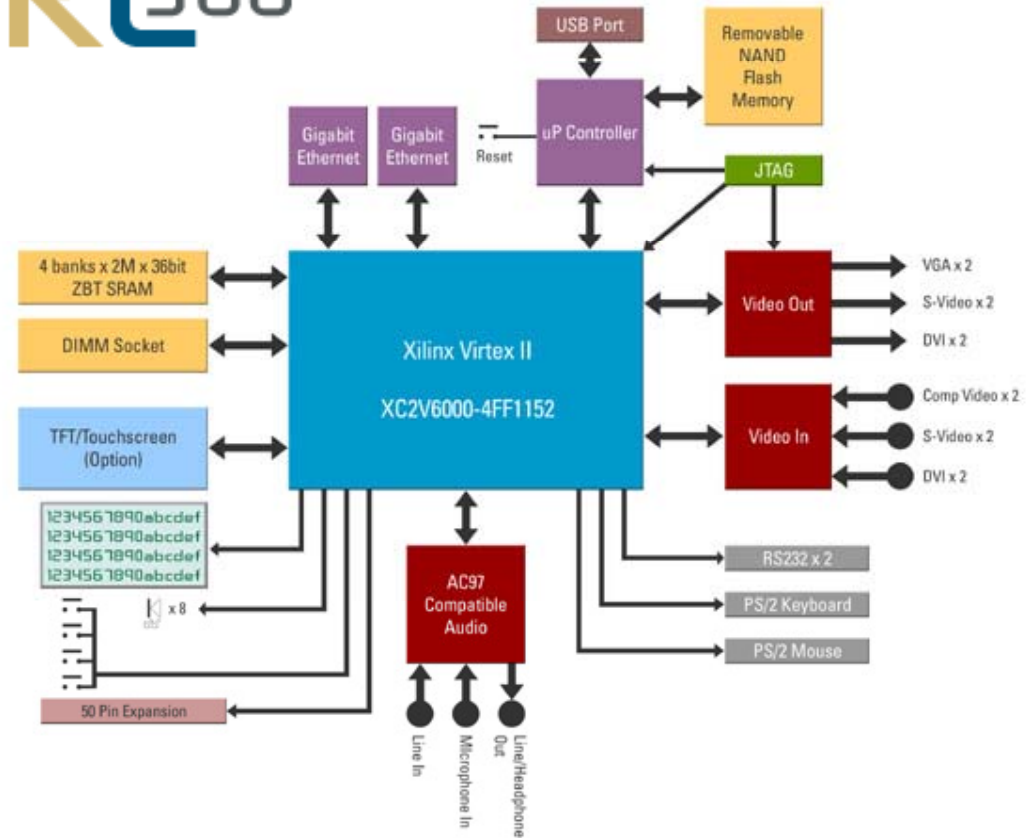 USB Port
Removable
NAND
Flash
Memory
Gigabit
Ethernet
Gigabit
Ethernet
uP Controller
Reset
JTAG
4 banks x 2M x 36bit
ZBT SRAM
DIMM Socket
Xilinx Virtex II
XC2V6000-4FF1152
Video Out
VGA x 2
S-Video x 2
DVI x 2
TFT/Touchscreen
(Option)
Video In
Comp Video x 2
S-Video x 2
DVI x 2
1234567890abcdef
1234567890abcdef
1234567890abcdef
1234567890abcdef
x 8
AC97
Compatible
Audio
RS232 x 2
PS/2 Keyboard
PS/2 Mouse
50 Pin Expansion
Line In
MIicrophone In
Line/Headphone
Out